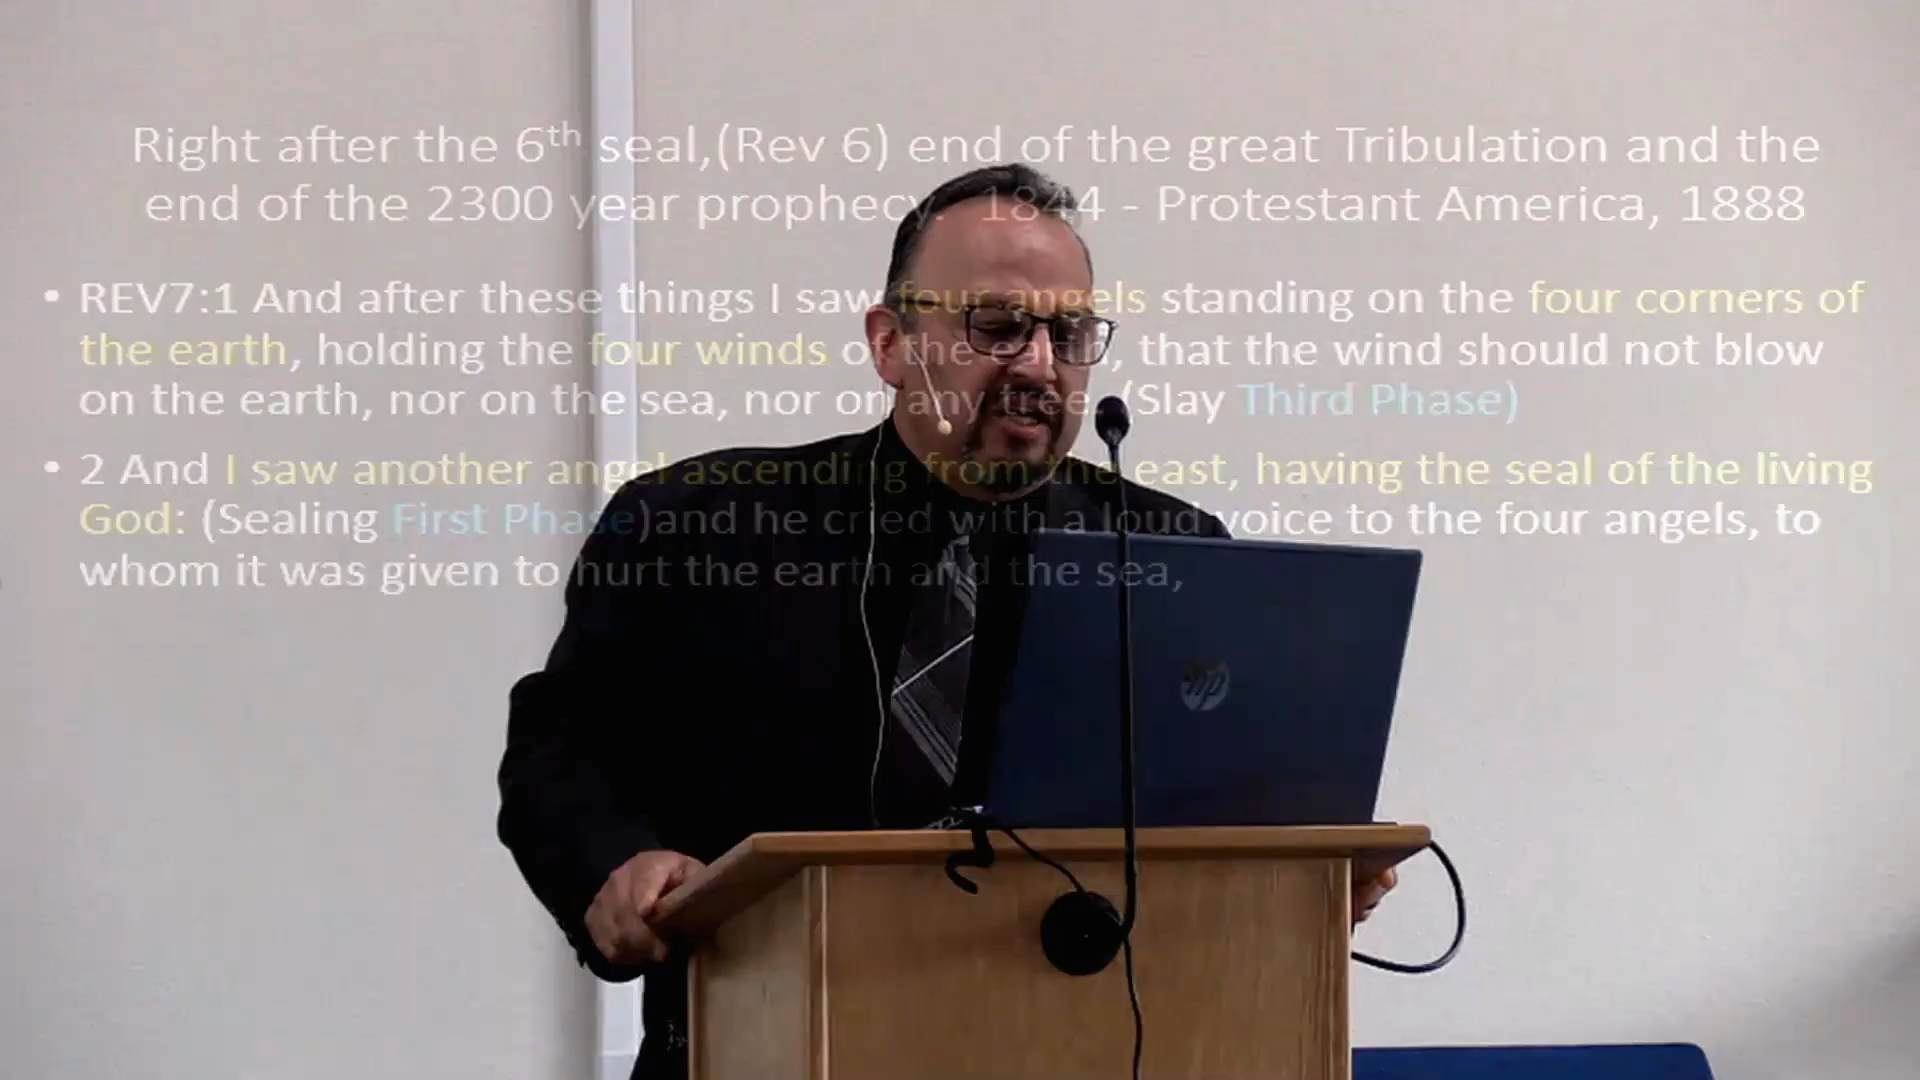 Right after the 6th seal,(Rev 6) end of the great Tribulation and the
end of the 2300 year prophecy. 1844 - Protestant America, 1888
• REV7:1 And after these things I saw four angels standing on the four corners of
the earth, holding the four winds of the earth, that the wind should not blow
on the earth, nor on the sea, nor on any tree. (Slay Third Phase)
• 2 And I saw another angel ascending from the east, having the seal of the living
God: (Sealing First Phase)and he cried with a loud voice to the four angels, to
whom it was given to hurt the earth and the sea,
hp